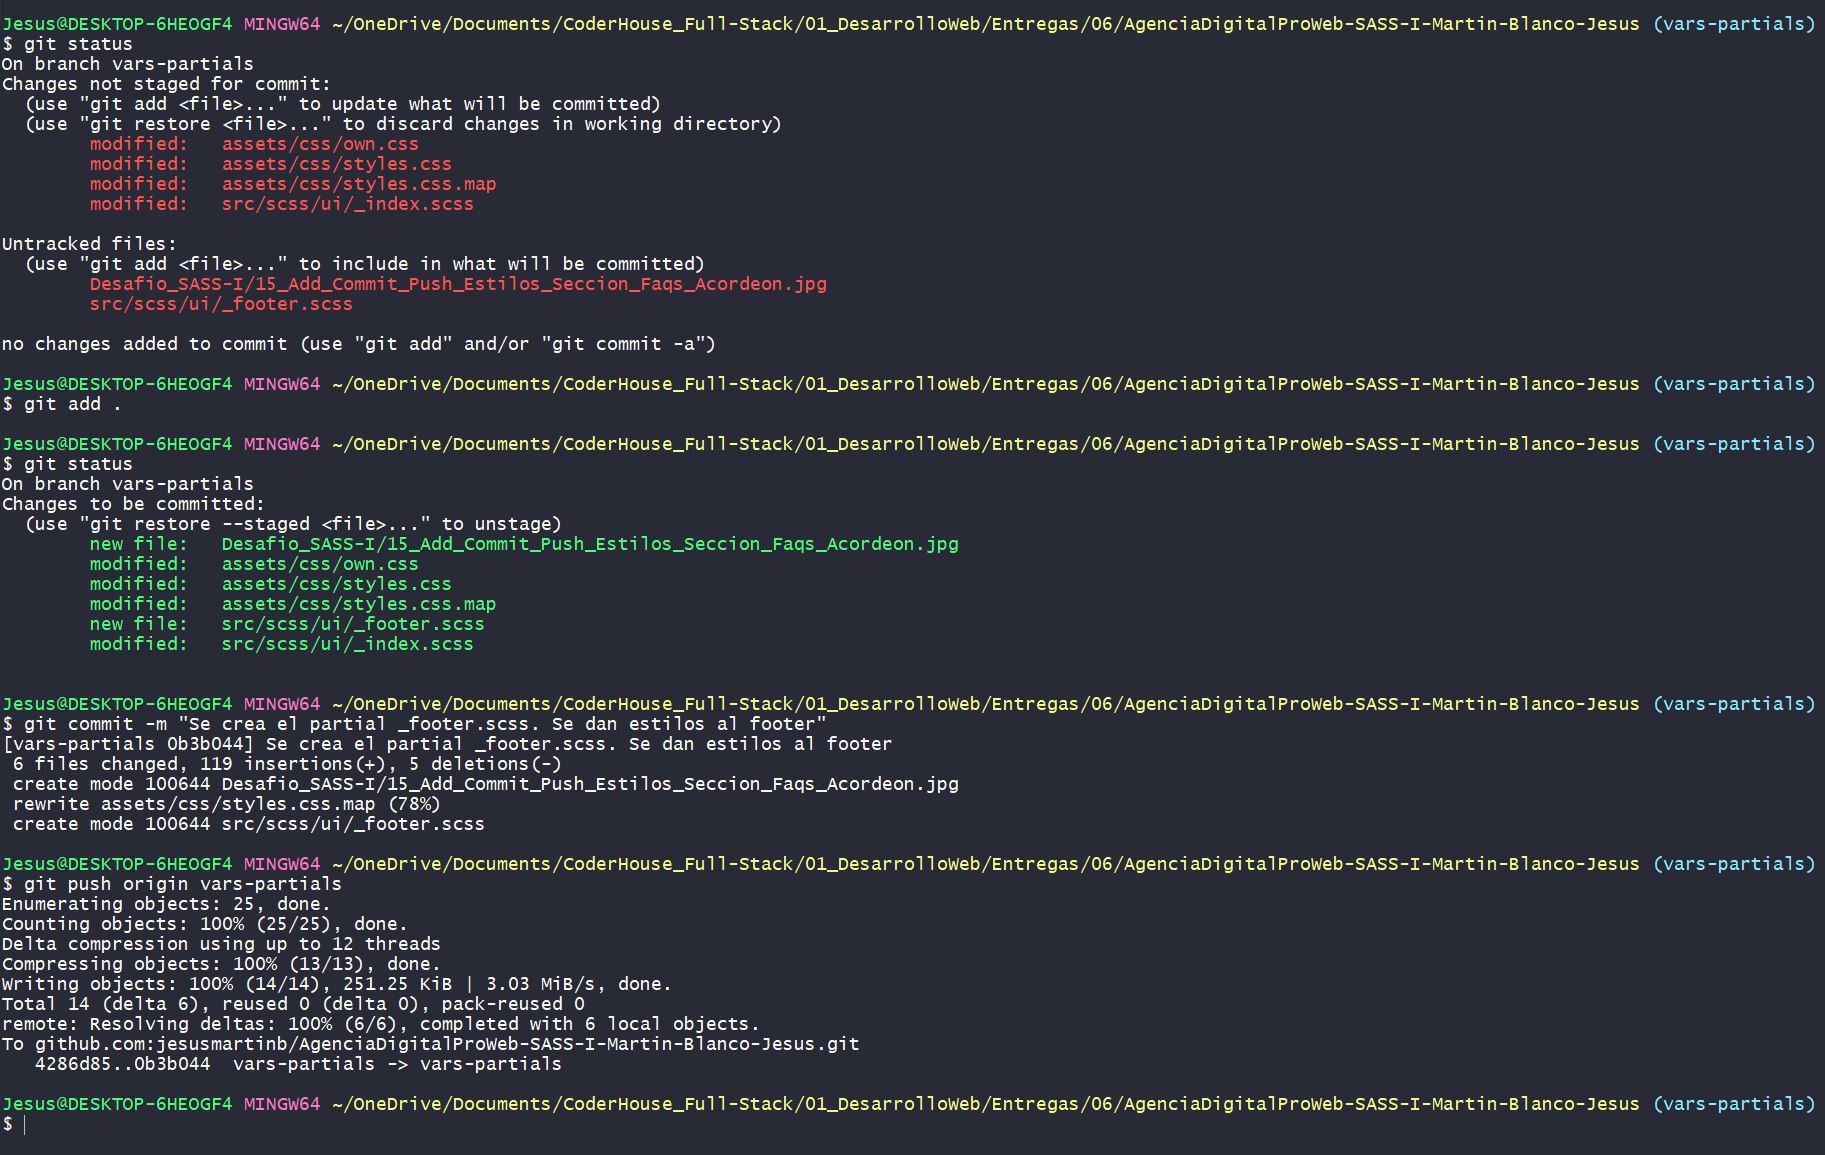 Jesus@DESKTOP-6HEOGF4 MINGW64 ~/OneDrive/Documents/CoderHouse_Full-Stack/01_DesarrolloWeb/Entregas/06/AgenciaDigitalProWeb-SASS-I-Martin-Blanco-Jesus (vars-partials)
$ git status
On branch vars-partials
Changes not staged for commit:
  (use "git add <file>..." to update what will be committed)
  (use "git restore <file>..." to discard changes in working directory)
        modified:   assets/css/own.css
        modified:   assets/css/styles.css
        modified:   assets/css/styles.css.map
        modified:   src/scss/ui/_index.scss

Untracked files:
  (use "git add <file>..." to include in what will be committed)
        Desafio_SASS-I/15_Add_Commit_Push_Estilos_Seccion_Faqs_Acordeon.jpg
        src/scss/ui/_footer.scss

no changes added to commit (use "git add" and/or "git commit -a")

Jesus@DESKTOP-6HEOGF4 MINGW64 ~/OneDrive/Documents/CoderHouse_Full-Stack/01_DesarrolloWeb/Entregas/06/AgenciaDigitalProWeb-SASS-I-Martin-Blanco-Jesus (vars-partials)
$ git add .

Jesus@DESKTOP-6HEOGF4 MINGW64 ~/OneDrive/Documents/CoderHouse_Full-Stack/01_DesarrolloWeb/Entregas/06/AgenciaDigitalProWeb-SASS-I-Martin-Blanco-Jesus (vars-partials)
$ git status
On branch vars-partials
Changes to be committed:
  (use "git restore --staged <file>..." to unstage)
        new file:   Desafio_SASS-I/15_Add_Commit_Push_Estilos_Seccion_Faqs_Acordeon.jpg
        modified:   assets/css/own.css
        modified:   assets/css/styles.css
        modified:   assets/css/styles.css.map
        new file:   src/scss/ui/_footer.scss
        modified:   src/scss/ui/_index.scss

Jesus@DESKTOP-6HEOGF4 MINGW64 ~/OneDrive/Documents/CoderHouse_Full-Stack/01_DesarrolloWeb/Entregas/06/AgenciaDigitalProWeb-SASS-I-Martin-Blanco-Jesus (vars-partials)
$ git commit -m "Se crea el partial _footer.scss. Se dan estilos al footer"
[vars-partials 0b3b044] Se crea el partial _footer.scss. Se dan estilos al footer
 6 files changed, 119 insertions(+), 5 deletions(-)
 create mode 100644 Desafio_SASS-I/15_Add_Commit_Push_Estilos_Seccion_Faqs_Acordeon.jpg
 rewrite assets/css/styles.css.map (78%)
 create mode 100644 src/scss/ui/_footer.scss

Jesus@DESKTOP-6HEOGF4 MINGW64 ~/OneDrive/Documents/CoderHouse_Full-Stack/01_DesarrolloWeb/Entregas/06/AgenciaDigitalProWeb-SASS-I-Martin-Blanco-Jesus (vars-partials)
$ git push origin vars-partials
Enumerating objects: 25, done.
Counting objects: 100% (25/25), done.
Delta compression using up to 12 threads
Compressing objects: 100% (13/13), done.
Writing objects: 100% (14/14), 251.25 KiB | 3.03 MiB/s, done.
Total 14 (delta 6), reused 0 (delta 0), pack-reused 0
remote: Resolving deltas: 100% (6/6), completed with 6 local objects.
To github.com:jesusmartinb/AgenciaDigitalProWeb-SASS-I-Martin-Blanco-Jesus.git
   4286d85..0b3b044  vars-partials -> vars-partials

Jesus@DESKTOP-6HEOGF4 MINGW64 ~/OneDrive/Documents/CoderHouse_Full-Stack/01_DesarrolloWeb/Entregas/06/AgenciaDigitalProWeb-SASS-I-Martin-Blanco-Jesus (vars-partials)
$